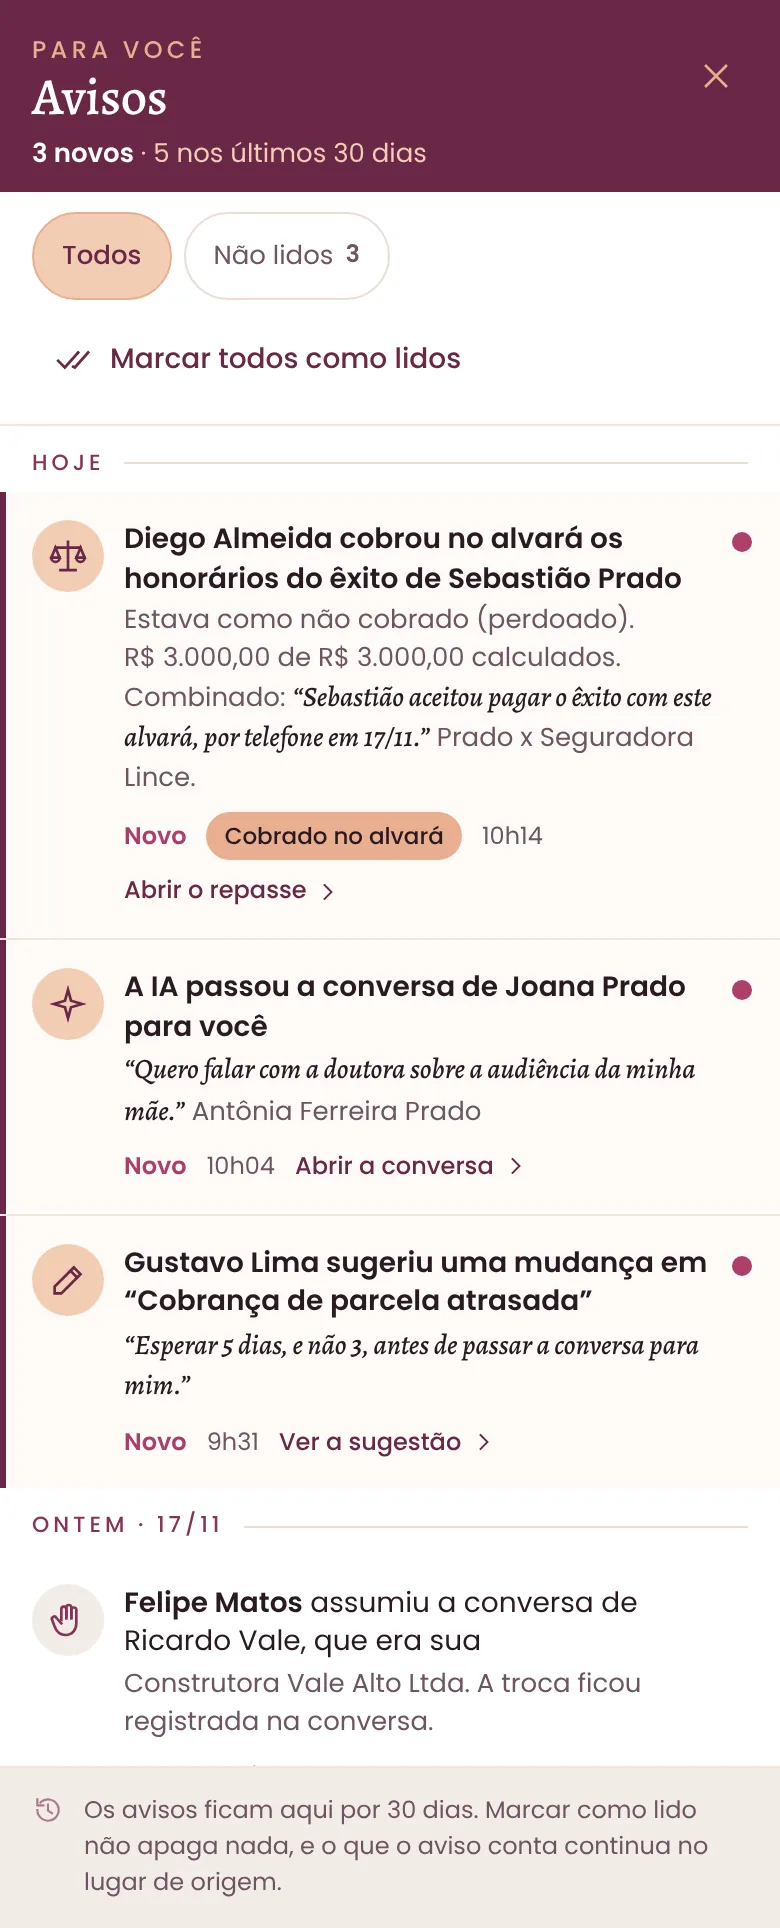 PARA VOCÊ
Avisos
3 novos · 5 nos últimos 30 dias
Todos
Não lidos 3
Marcar todos como lidos
HOJE
Diego Almeida cobrou no alvará os
honorários do êxito de Sebastião Prado
Estava como não cobrado (perdoado).
R$ 3.000,00 de R$ 3.000,00 calculados.
Combinado: “Sebastião aceitou pagar o êxito com este
alvará, por telefone em 17/11.” Prado x Seguradora
Lince.
Novo Cobrado no alvará 10h14
Abrir o repasse
A IA passou a conversa de Joana Prado
para você
“Quero falar com a doutora sobre a audiência da minha
mãe.” Antônia Ferreira Prado
Novo 10h04 Abrir a conversa
Gustavo Lima sugeriu uma mudança em
“Cobrança de parcela atrasada”
“Esperar 5 dias, e não 3, antes de passar a conversa para
mim.”
Novo 9h31 Ver a sugestão
ONTEM · 17/11
Felipe Matos assumiu a conversa de
Ricardo Vale, que era sua
Construtora Vale Alto Ltda. A troca ficou
registrada na conversa.
Os avisos ficam aqui por 30 dias. Marcar como lido
não apaga nada, e o que o aviso conta continua no
lugar de origem.